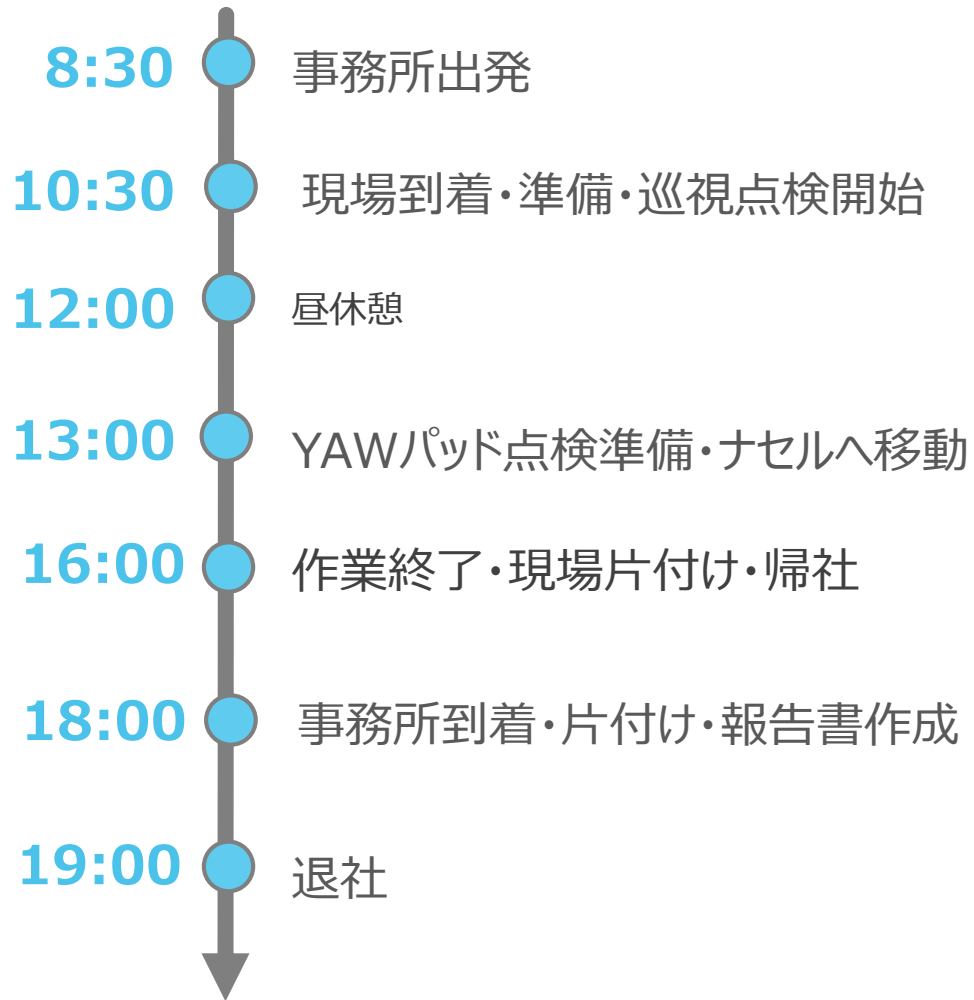 8:30 事務所出発
10:30 現場到着・準備・巡視点検開始
12:00 昼休憩
13:00 YAWパッド点検準備・ナセルへ移動
16:00 作業終了・現場片付け・帰社
18:00 事務所到着・片付け・報告書作成
19:00 退社